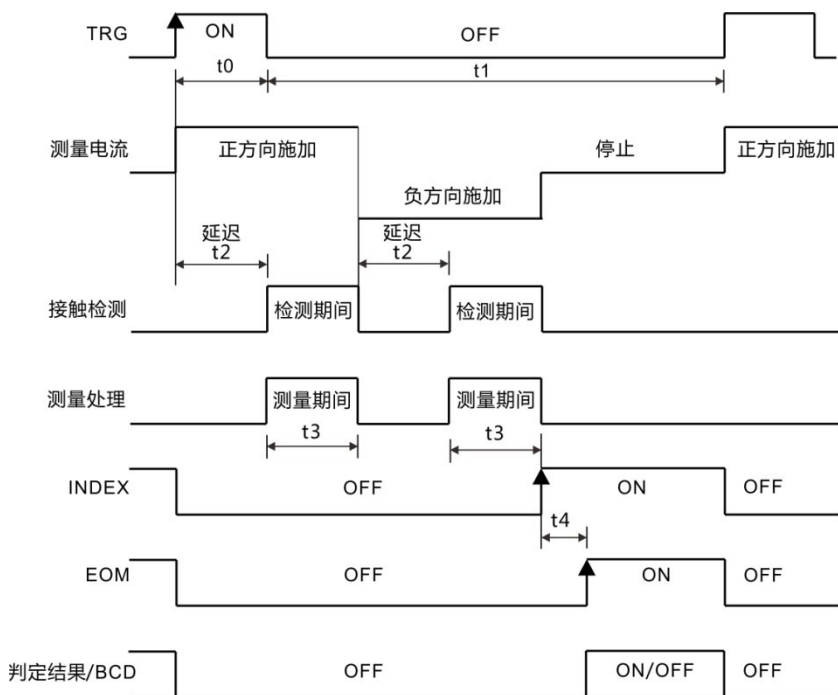 TRG ON OFF
t0 t1
测量电流 正方向施加 停止 正方向施加
负方向施加
延迟 延迟
t2 t2
接触检测 检测期间 检测期间
测量处理 测量期间 测量期间
t3 t3
INDEX OFF ON OFF
t4
EOM OFF ON OFF
判定结果/BCD OFF ON/OFF OFF